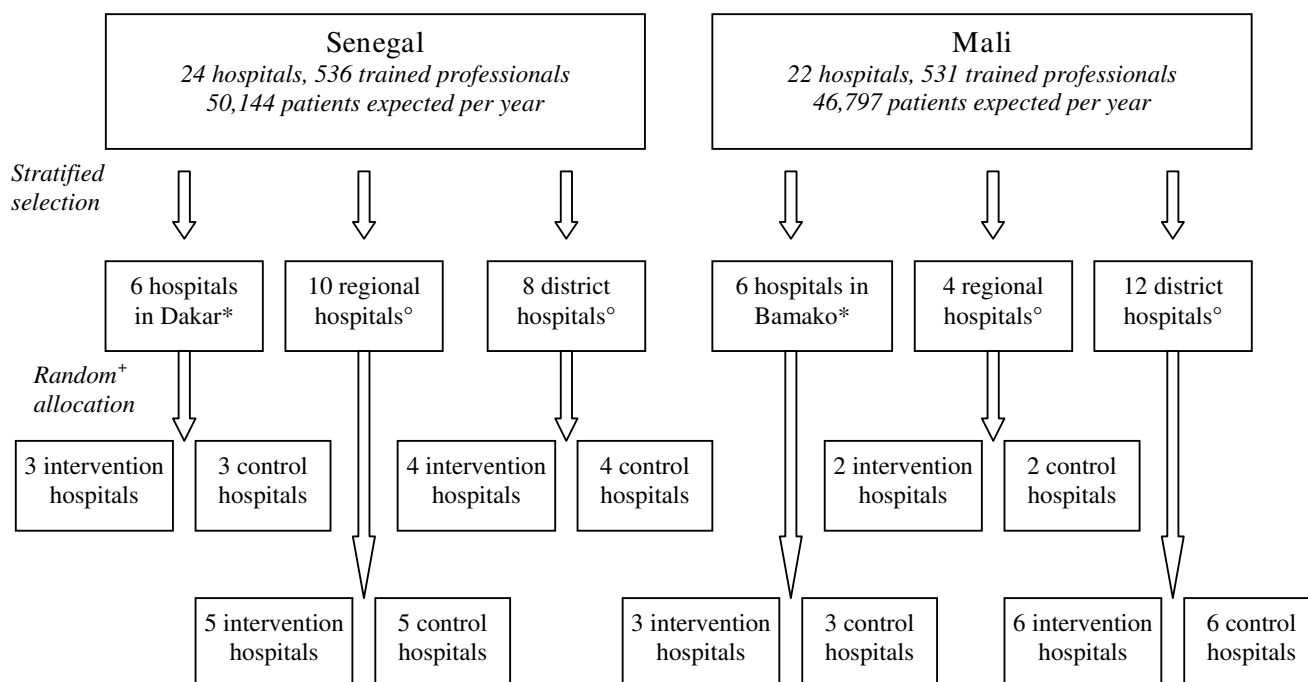 Senegal
24 hospitals, 536 trained professionals
50,144 patients expected per year
Mali
22 hospitals, 531 trained professionals
46,797 patients expected per year
Stratified
selection
6 hospitals
in Dakar*
10 regional
hospitals°
8 district
hospitals°
6 hospitals in
Bamako*
4 regional
hospitals°
12 district
hospitals°
Random⁺
allocation
3 intervention
hospitals
3 control
hospitals
4 intervention
hospitals
4 control
hospitals
2 intervention
hospitals
2 control
hospitals
5 intervention
hospitals
5 control
hospitals
3 intervention
hospitals
3 control
hospitals
6 intervention
hospitals
6 control
hospitals